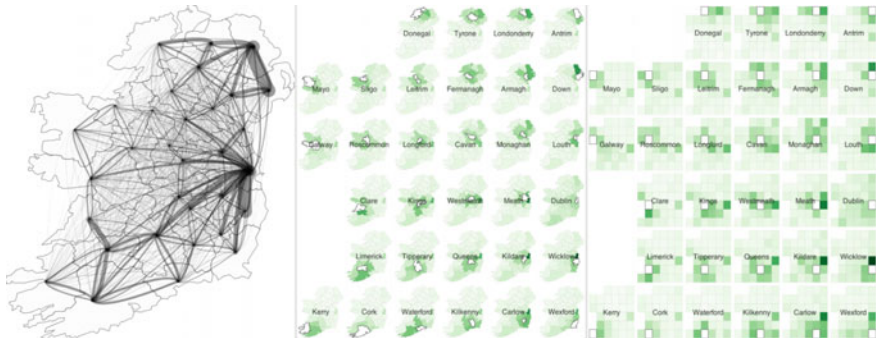 Donegal Tyrone Londonderry Antrim Donegal Tyrone Londonderry Antrim
Mayo Sligo Leitrim Fermanagh Armagh Down Mayo Sligo Leitrim Fermanagh Armagh Down
Galway Roscommon Longford Cavan Monaghan Louth Galway Roscommon Longford Cavan Monaghan Louth
Clare Kings Westmeath Meath Dublin Clare Kings Westmeath Meath Dublin
Limerick Tipperary Queens Kildare Wicklow Limerick Tipperary Queens Kildare Wicklow
Kerry Cork Waterford Kilkenny Carlow Wexford Kerry Cork Waterford Kilkenny Carlow Wexford